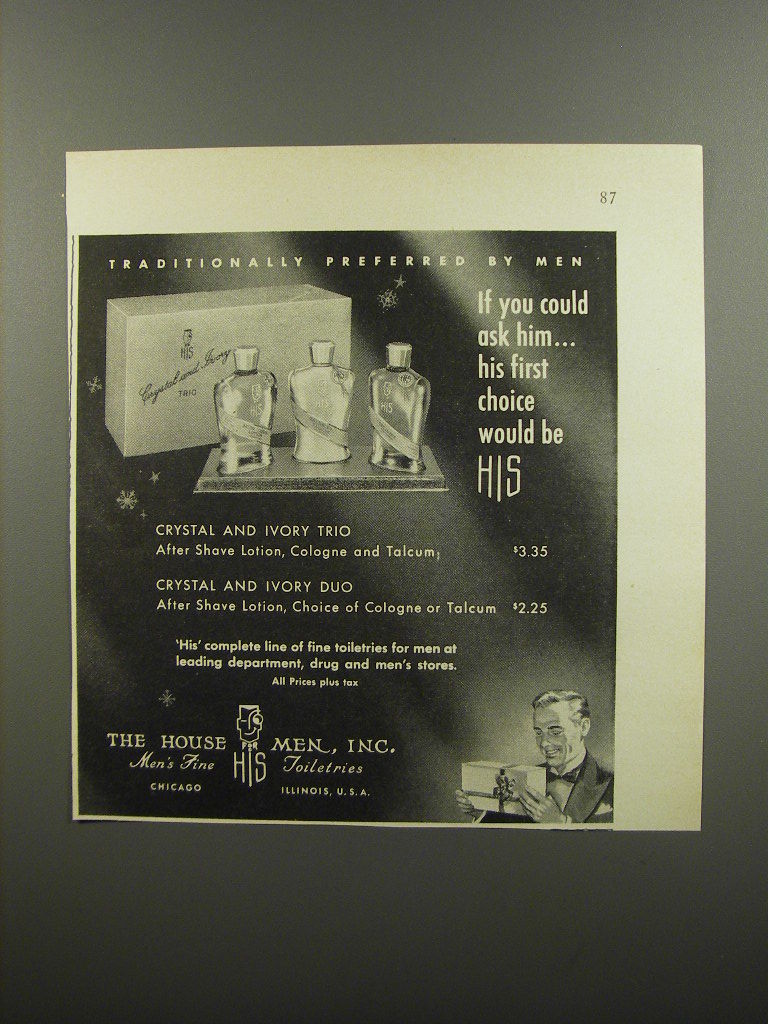 87
TRADITIONALLY PREFERRED BY MEN
If you could
ask him...
his first
choice
would be
HIS
HIS
Crystal and Ivory
TRIO
HIS
HIS
CRYSTAL AND IVORY TRIO
After Shave Lotion, Cologne and Talcum, $3.35
CRYSTAL AND IVORY DUO
After Shave Lotion, Choice of Cologne or Talcum $2.25
'His' complete line of fine toiletries for men at
leading department, drug and men's stores.
All Prices plus tax
THE HOUSE FOR MEN, INC.
Men's Fine HIS Toiletries
CHICAGO ILLINOIS, U.S.A.